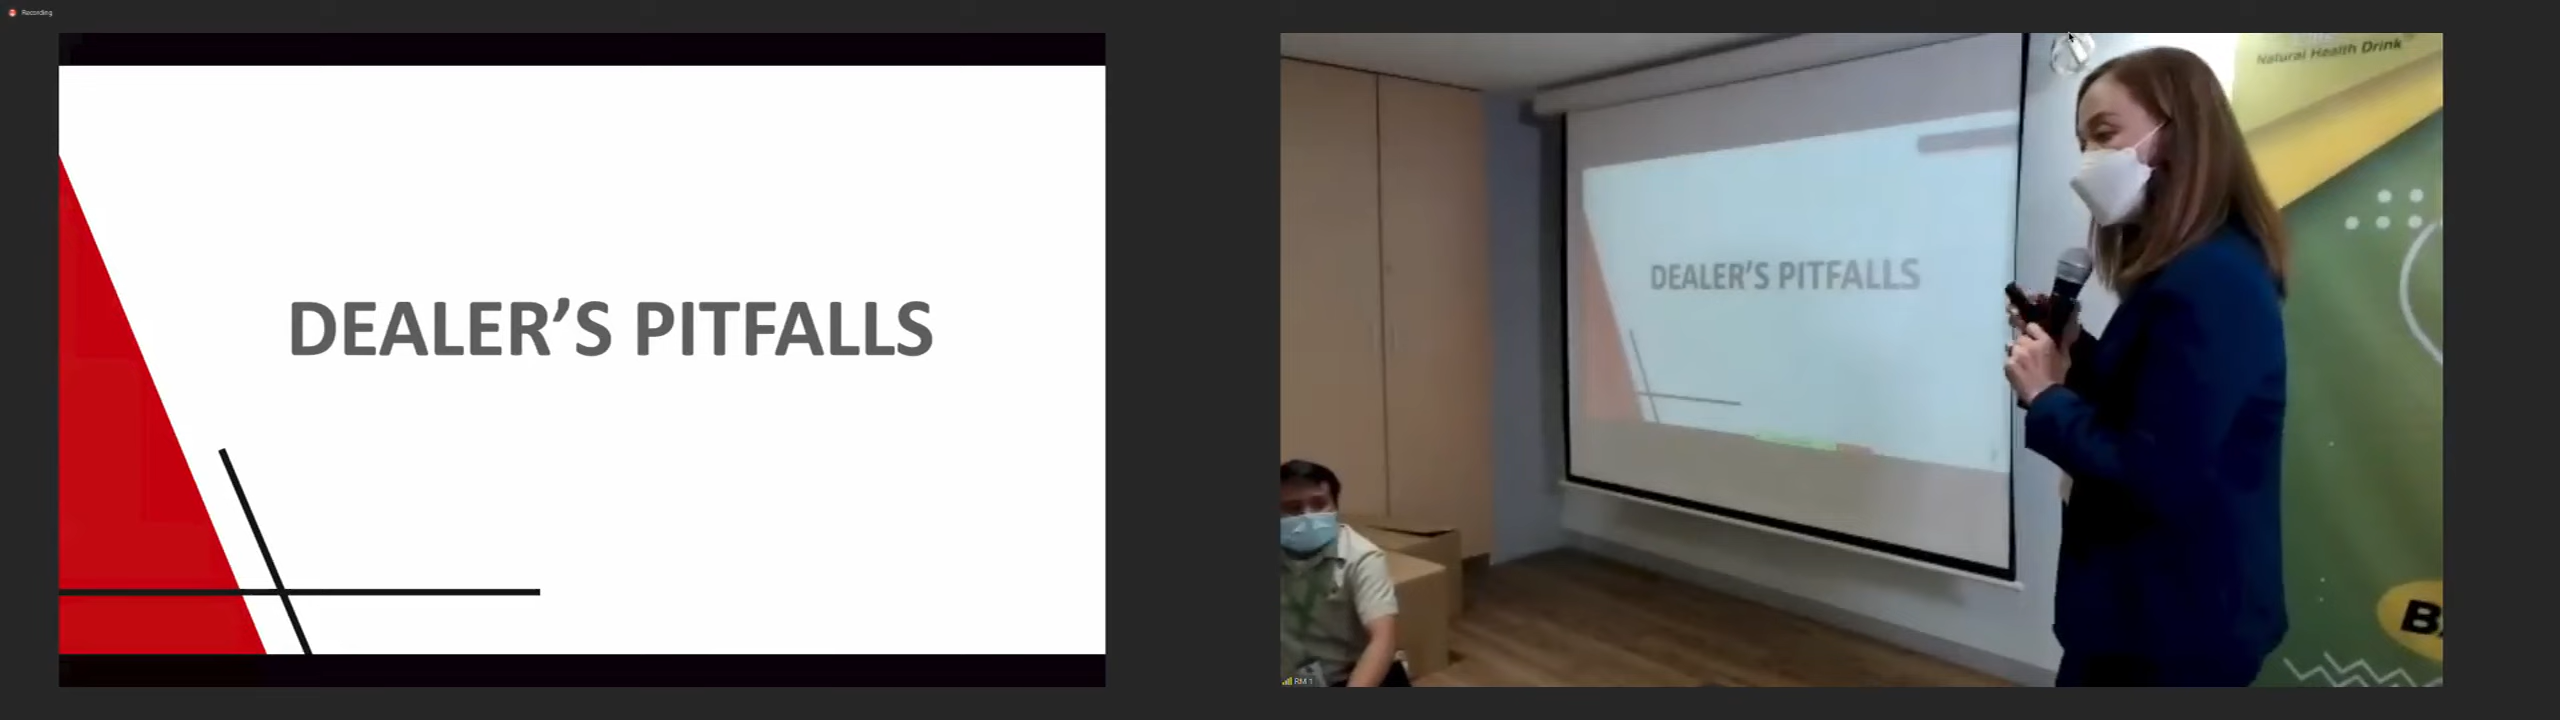 Recording
DEALER’S PITFALLS
DEALER’S PITFALLS
Natural Health Drink
B
RM 1